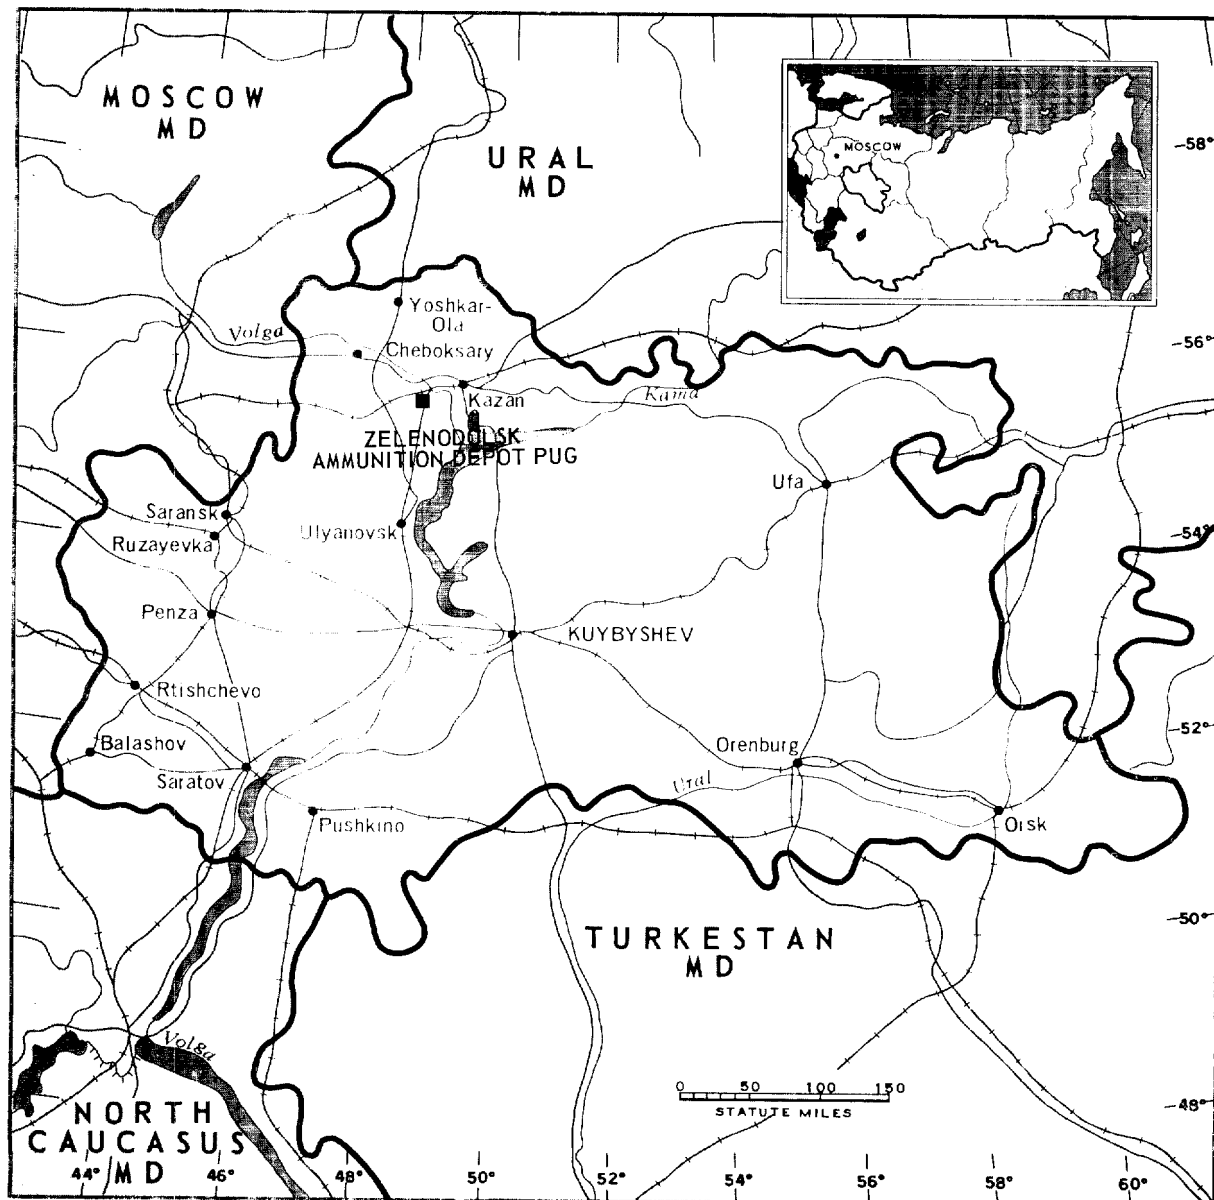 MOSCOW
MD
URAL
MD
MOSCOW
58°
Yoshkar-
Ola
Volga
Cheboksary
56°
Kazan
Kama
ZELENODOLSK
AMMUNITION DEPOT PUG
Ufa
Saransk
Ulyanovsk
Ruzayevka
54°
Penza
KUYBYSHEV
Rtishchevo
Balashov
Orenburg
52°
Saratov
Ural
Pushkino
Orsk
50°
TURKESTAN
MD
Volga
0 50 100 150
STATUTE MILES
48°
NORTH
CAUCASUS
MD
44° 46° 48° 50° 52° 54° 56° 58° 60°